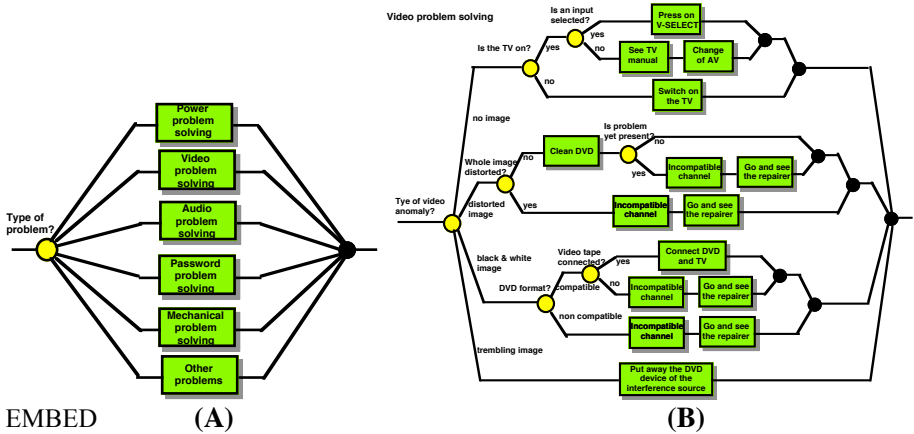 Type of
problem?
Power
problem
solving
Video
problem
solving
Audio
problem
solving
Password
problem
solving
Mechanical
problem
solving
Other
problems
EMBED
(A)
Video problem solving
Is an input
selected?
yes
no
Press on
V-SELECT
See TV
manual
Change
of AV
Is the TV on?
yes
no
Switch on
the TV
no image
Is problem
yet present?
no
yes
Clean DVD
Incompatible
channel
Go and see
the repairer
Whole image
distorted?
no
yes
distorted
image
Incompatible
channel
Go and see
the repairer
Tye of video
anomaly?
black & white
image
Video tape
connected?
yes
no
Connect DVD
and TV
DVD format?
compatible
Incompatible
channel
Go and see
the repairer
non compatible
Incompatible
channel
Go and see
the repairer
trembling image
Put away the DVD
device of the
interference source
(B)